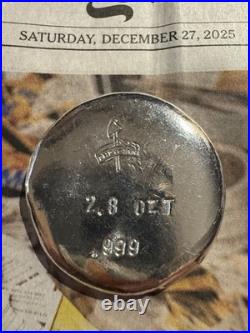 SATURDAY, DECEMBER 27, 2025
2.8 OZT
.999